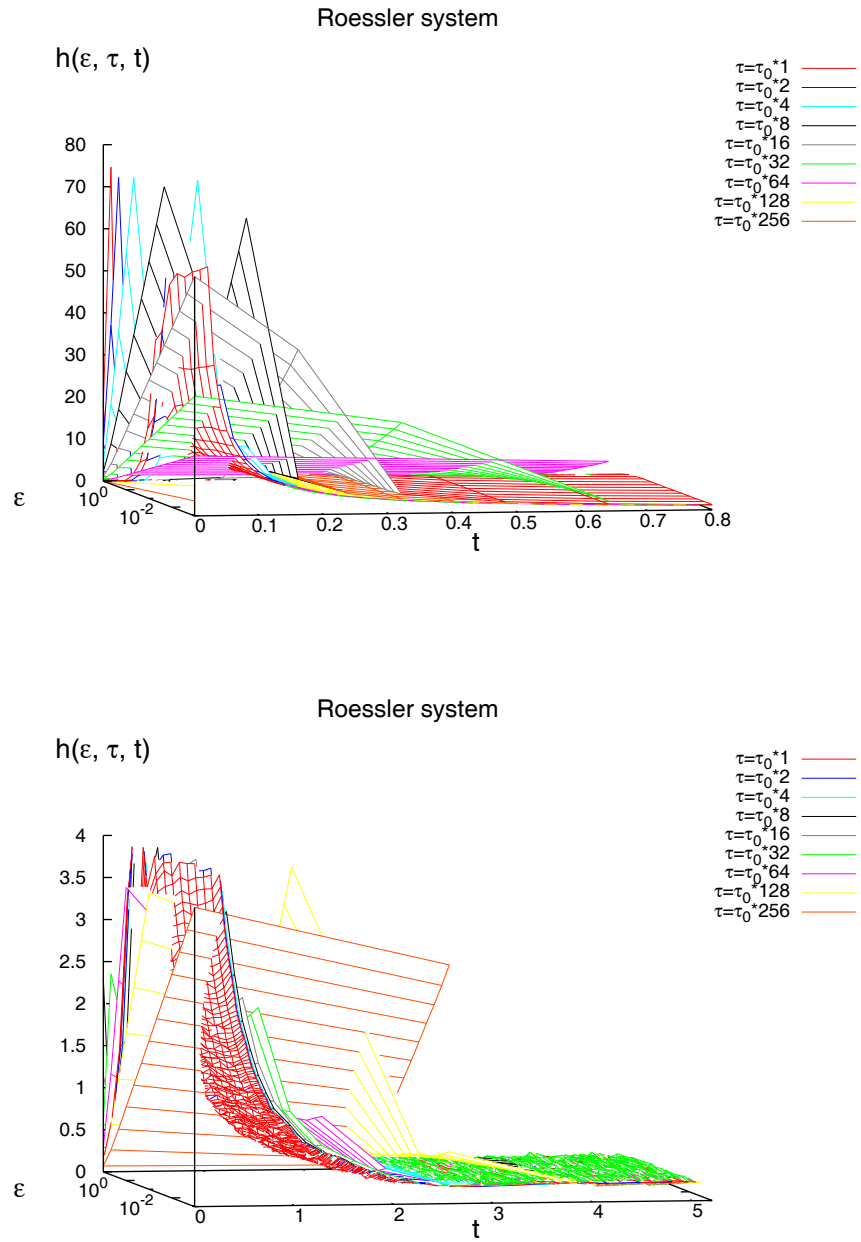 Roessler system
h(ε, τ, t)
τ=τ0*1
τ=τ0*2
τ=τ0*4
τ=τ0*8
τ=τ0*16
τ=τ0*32
τ=τ0*64
τ=τ0*128
τ=τ0*256
80
70
60
50
40
30
20
10
0
ε
10^0
10^-2
0 0.1 0.2 0.3 0.4 0.5 0.6 0.7 0.8
t
Roessler system
h(ε, τ, t)
τ=τ0*1
τ=τ0*2
τ=τ0*4
τ=τ0*8
τ=τ0*16
τ=τ0*32
τ=τ0*64
τ=τ0*128
τ=τ0*256
4
3.5
3
2.5
2
1.5
1
0.5
0
ε
10^0
10^-2
0 1 2 3 4 5
t